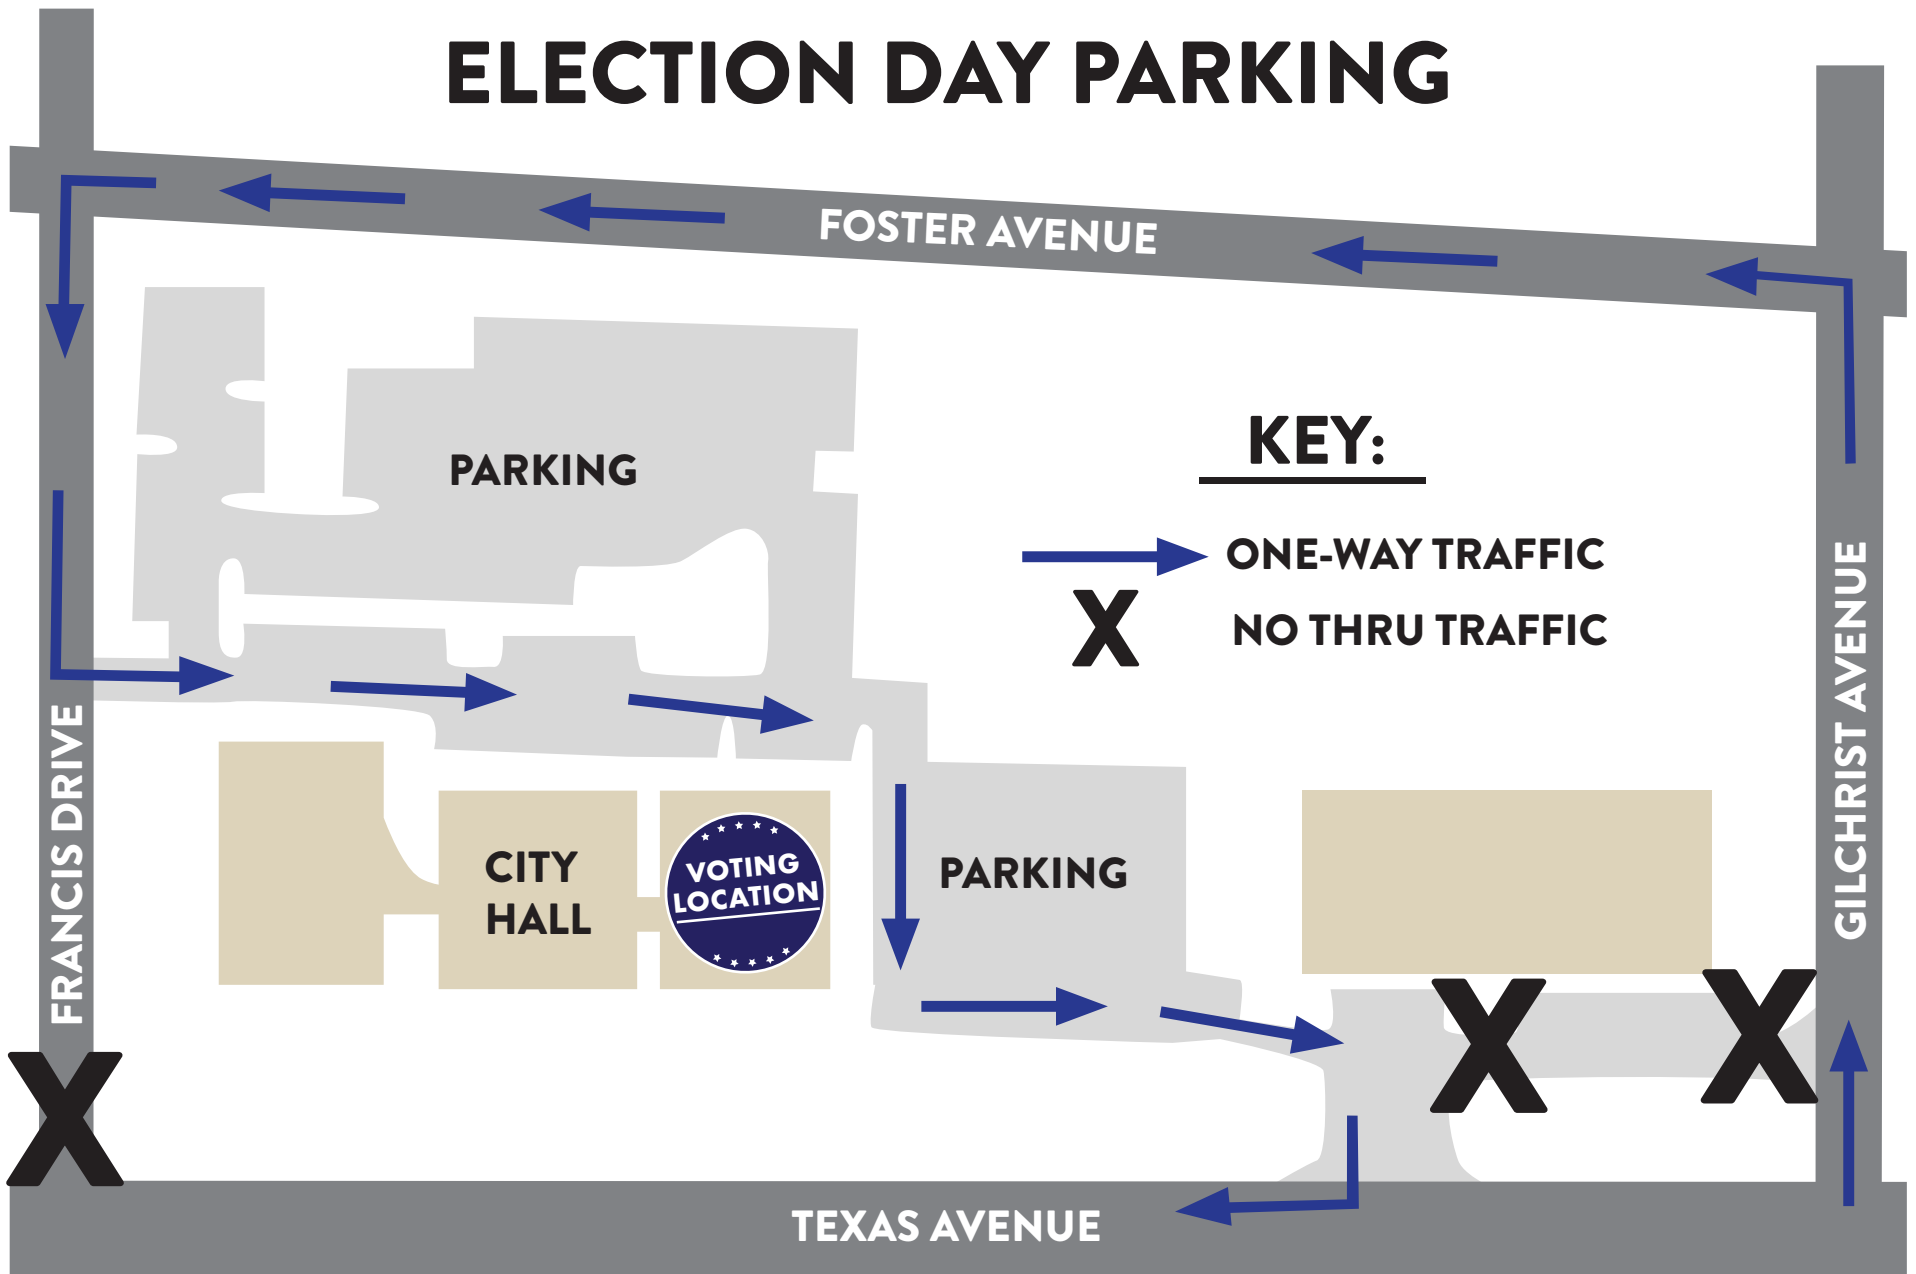 ELECTION DAY PARKING
FOSTER AVENUE
KEY:
PARKING
ONE-WAY TRAFFIC
X
NO THRU TRAFFIC
GILCHRIST AVENUE
FRANCIS DRIVE
CITY
HALL
VOTING
LOCATION
PARKING
X
X
X
TEXAS AVENUE